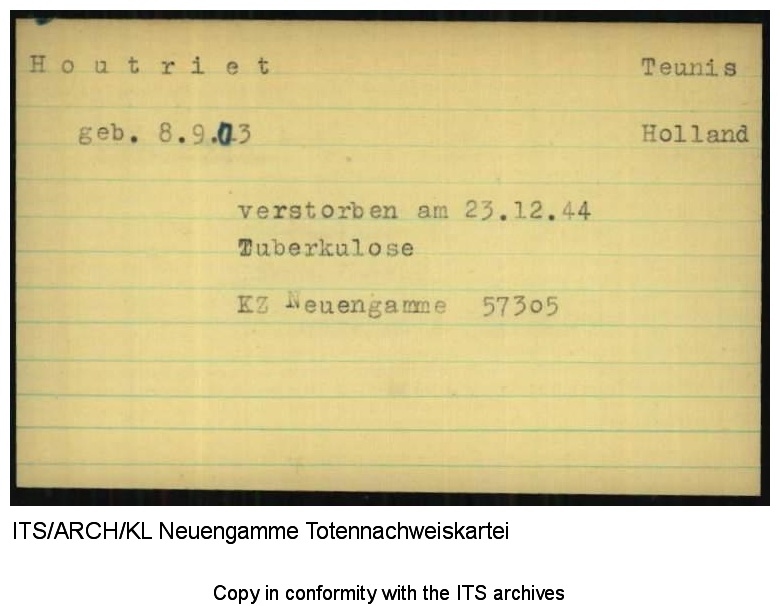 H o u t r i e t Teunis
geb. 8.9.03 Holland
verstorben am 23.12.44
Tuberkulose
KZ Neuengamme 57305
ITS/ARCH/KL Neuengamme Totennachweiskartei
Copy in conformity with the ITS archives